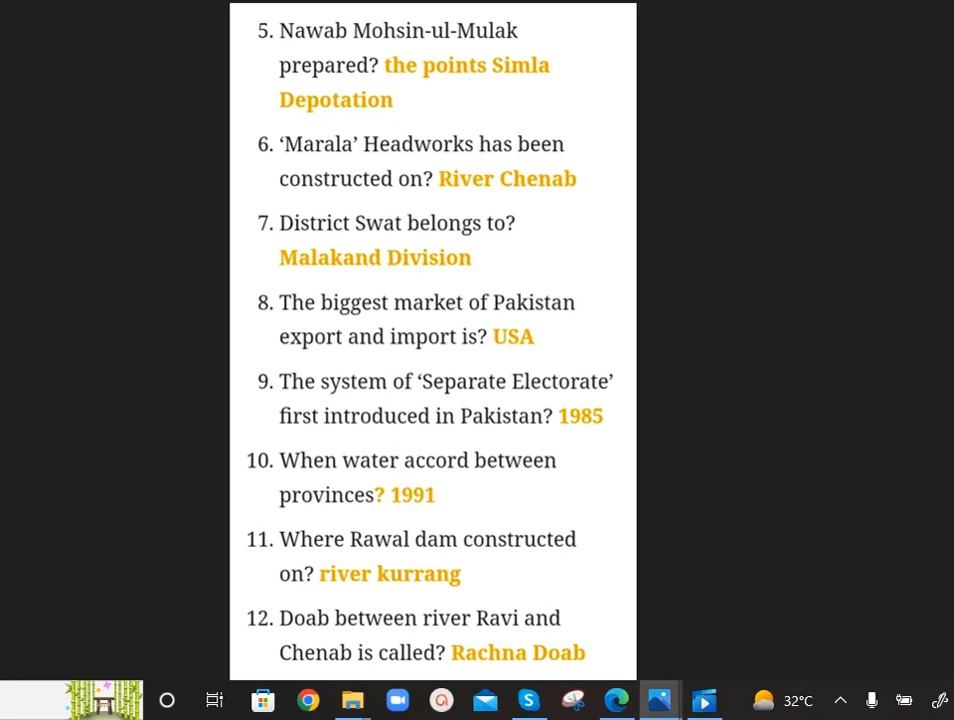 5. Nawab Mohsin-ul-Mulak
prepared? the points Simla
Depotation
6. ‘Marala’ Headworks has been
constructed on? River Chenab
7. District Swat belongs to?
Malakand Division
8. The biggest market of Pakistan
export and import is? USA
9. The system of ‘Separate Electorate’
first introduced in Pakistan? 1985
10. When water accord between
provinces? 1991
11. Where Rawal dam constructed
on? river kurrang
12. Doab between river Ravi and
Chenab is called? Rachna Doab
32°C